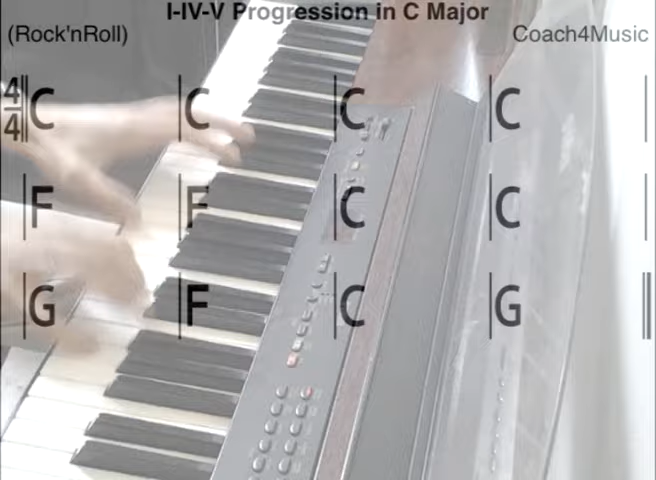 I-IV-V Progression in C Major
(Rock'nRoll) Coach4Music
4/4 C C C C
F F C C
G F C G